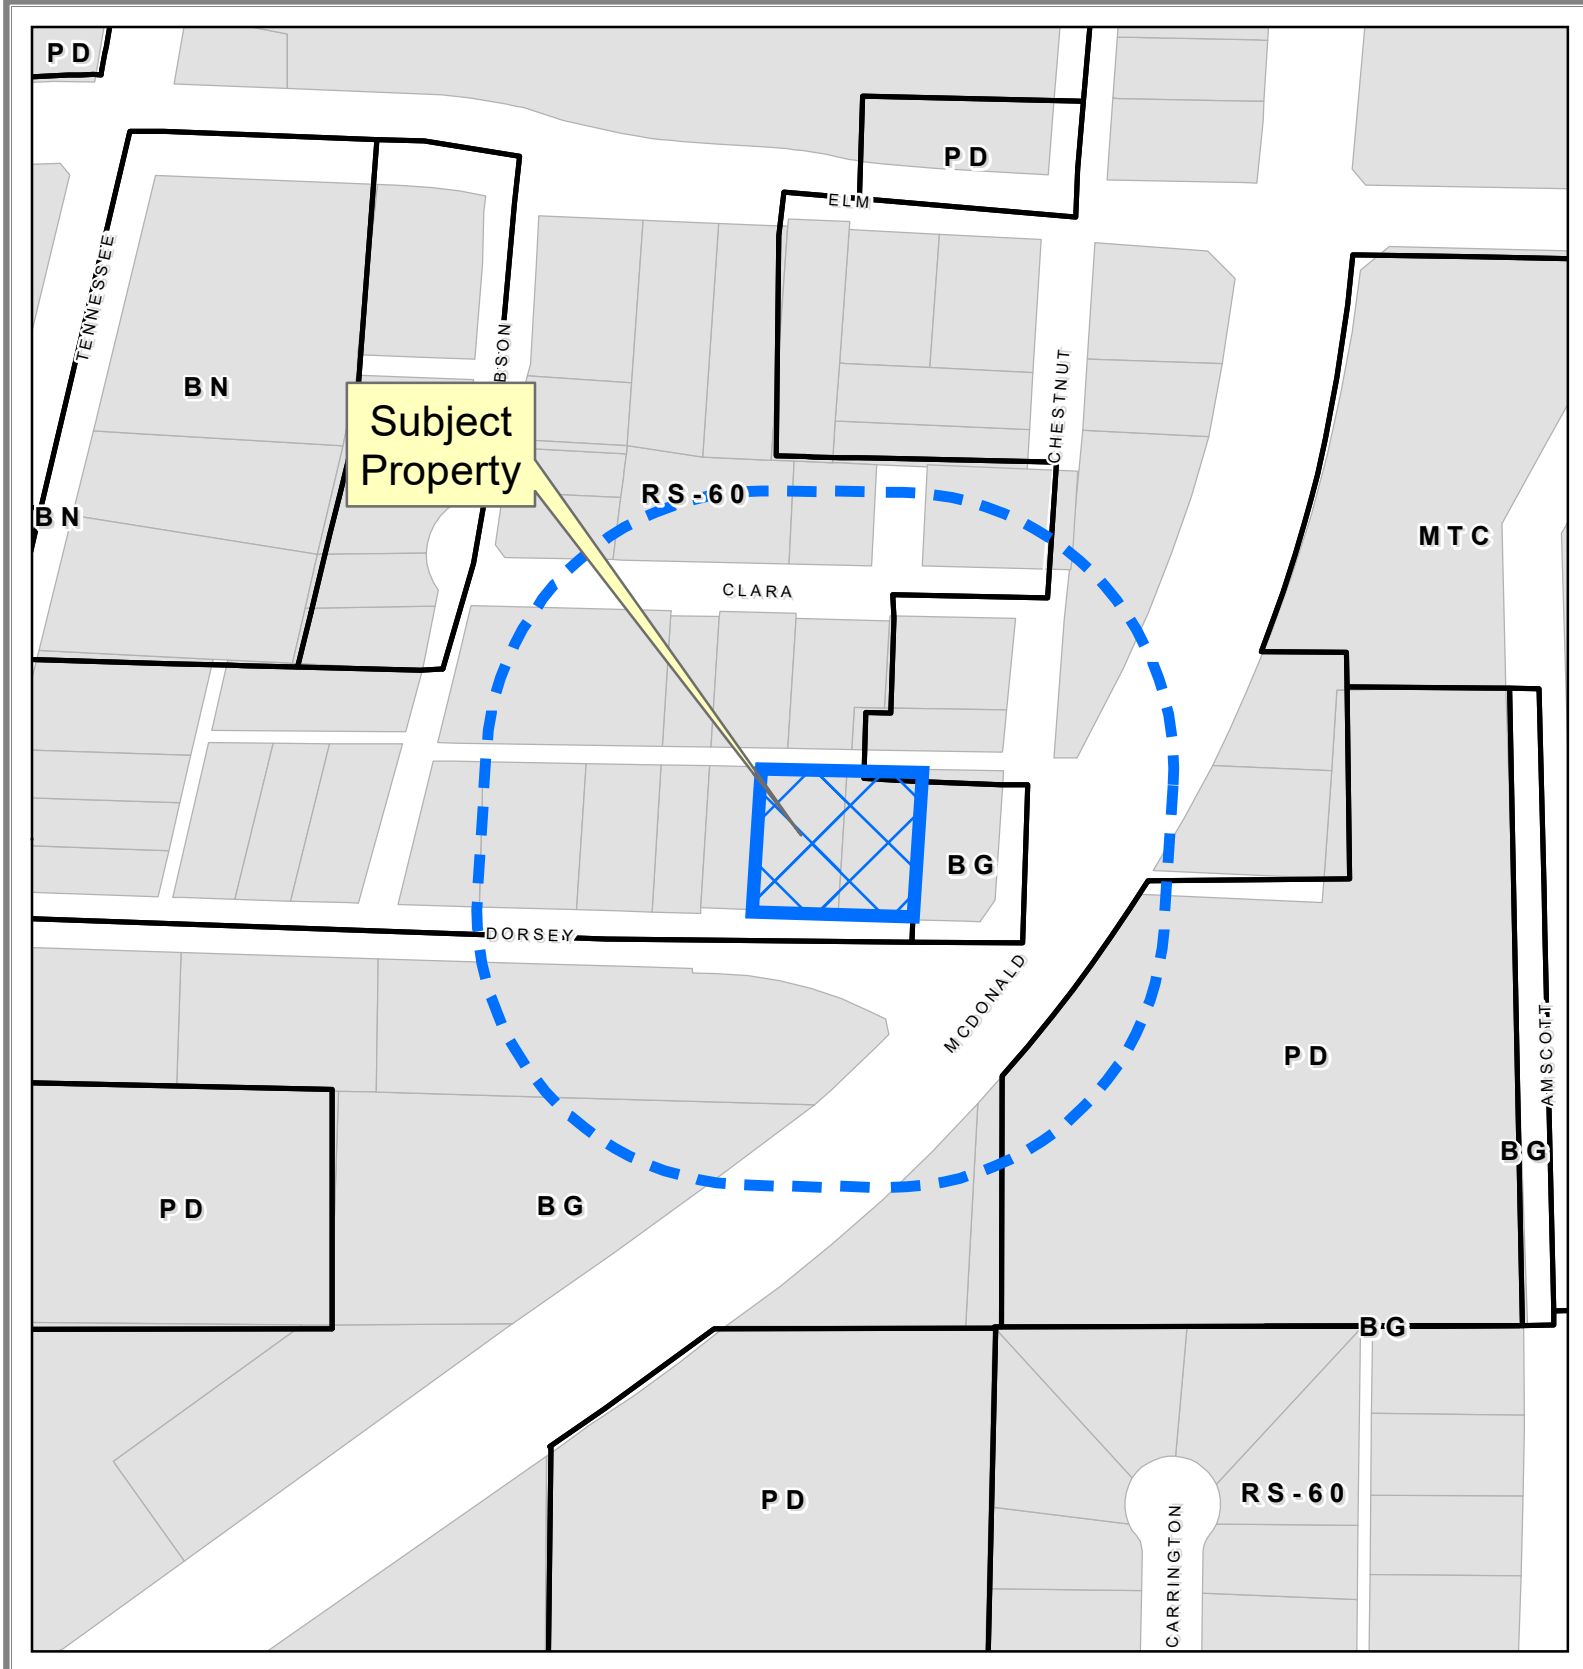 PD
PD
ELM
TENNESSEE
BSON
CHESTNUT
BN
Subject
Property
RS-60
BN
MTC
CLARA
BG
DORSEY
MCDONALD
PD
AMSCOTT
BG
PD
BG
BG
PD
RS-60
CARRINGTON